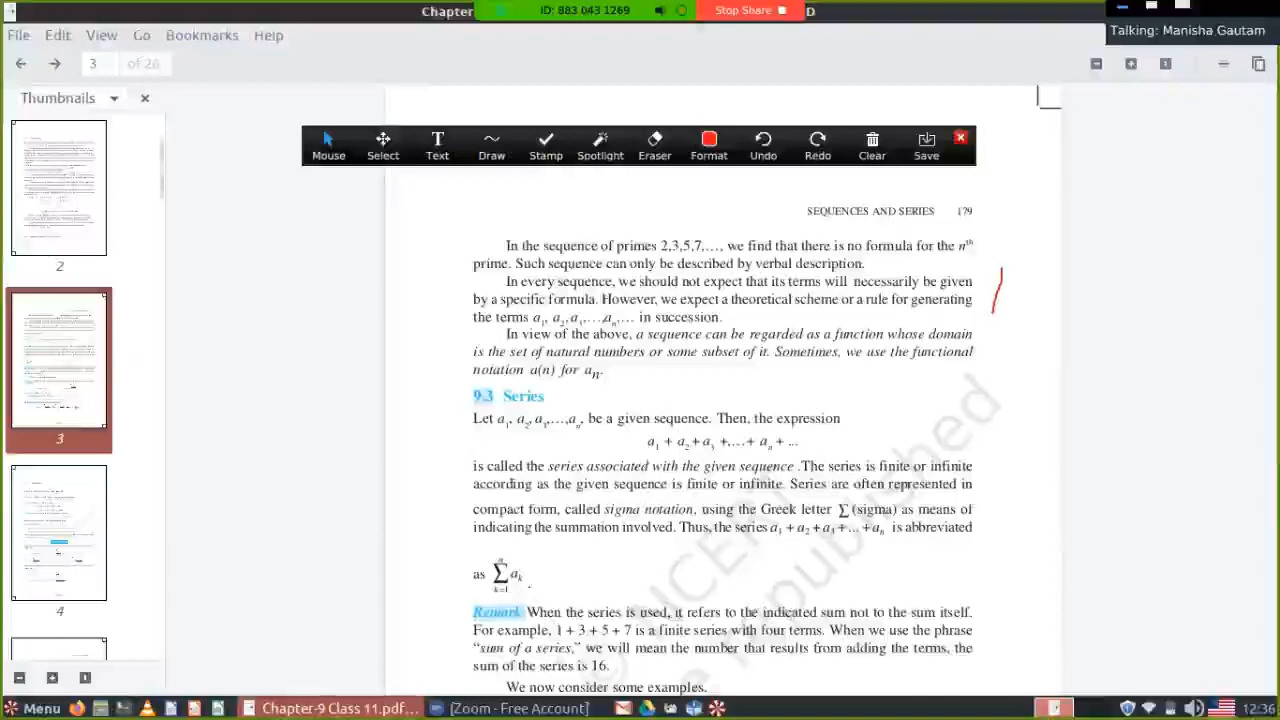 Chapter
ID: 883 043 1269
Stop Share
D
Talking: Manisha Gautam
File Edit View Go Bookmarks Help
3 of 26
Thumbnails
Mouse Select Text Draw Stamp Spotlight Eraser Format Undo Redo Clear Save
2
3
4
SEQUENCES AND SERIES 179
In the sequence of primes 2,3,5,7,..., we find that there is no formula for the nth
prime. Such sequence can only be described by verbal description.
In every sequence, we should not expect that its terms will necessarily be given
by a specific formula. However, we expect a theoretical scheme or a rule for generating
the terms a1, a2, a3,...,an,... in succession.
In view of the above, a sequence can be regarded as a function whose domain
is the set of natural numbers or some subset of it. Sometimes, we use the functional
notation a(n) for an.
9.3 Series
Let a1, a2, a3,...,an, be a given sequence. Then, the expression
a1 + a2 + a3 +,...+ an + ...
is called the series associated with the given sequence .The series is finite or infinite
according as the given sequence is finite or infinite. Series are often represented in
compact form, called sigma notation, using the Greek letter ∑ (sigma) as means of
indicating the summation involved. Thus, the series a1 + a2 + a3 + ... + an is abbreviated
as n ∑ k=1 ak .
Remark When the series is used, it refers to the indicated sum not to the sum itself.
For example, 1 + 3 + 5 + 7 is a finite series with four terms. When we use the phrase
“sum of a series,” we will mean the number that results from adding the terms, the
sum of the series is 16.
We now consider some examples.
Menu Chapter-9 Class 11.pdf... [Zoom - Free Account] 12:36